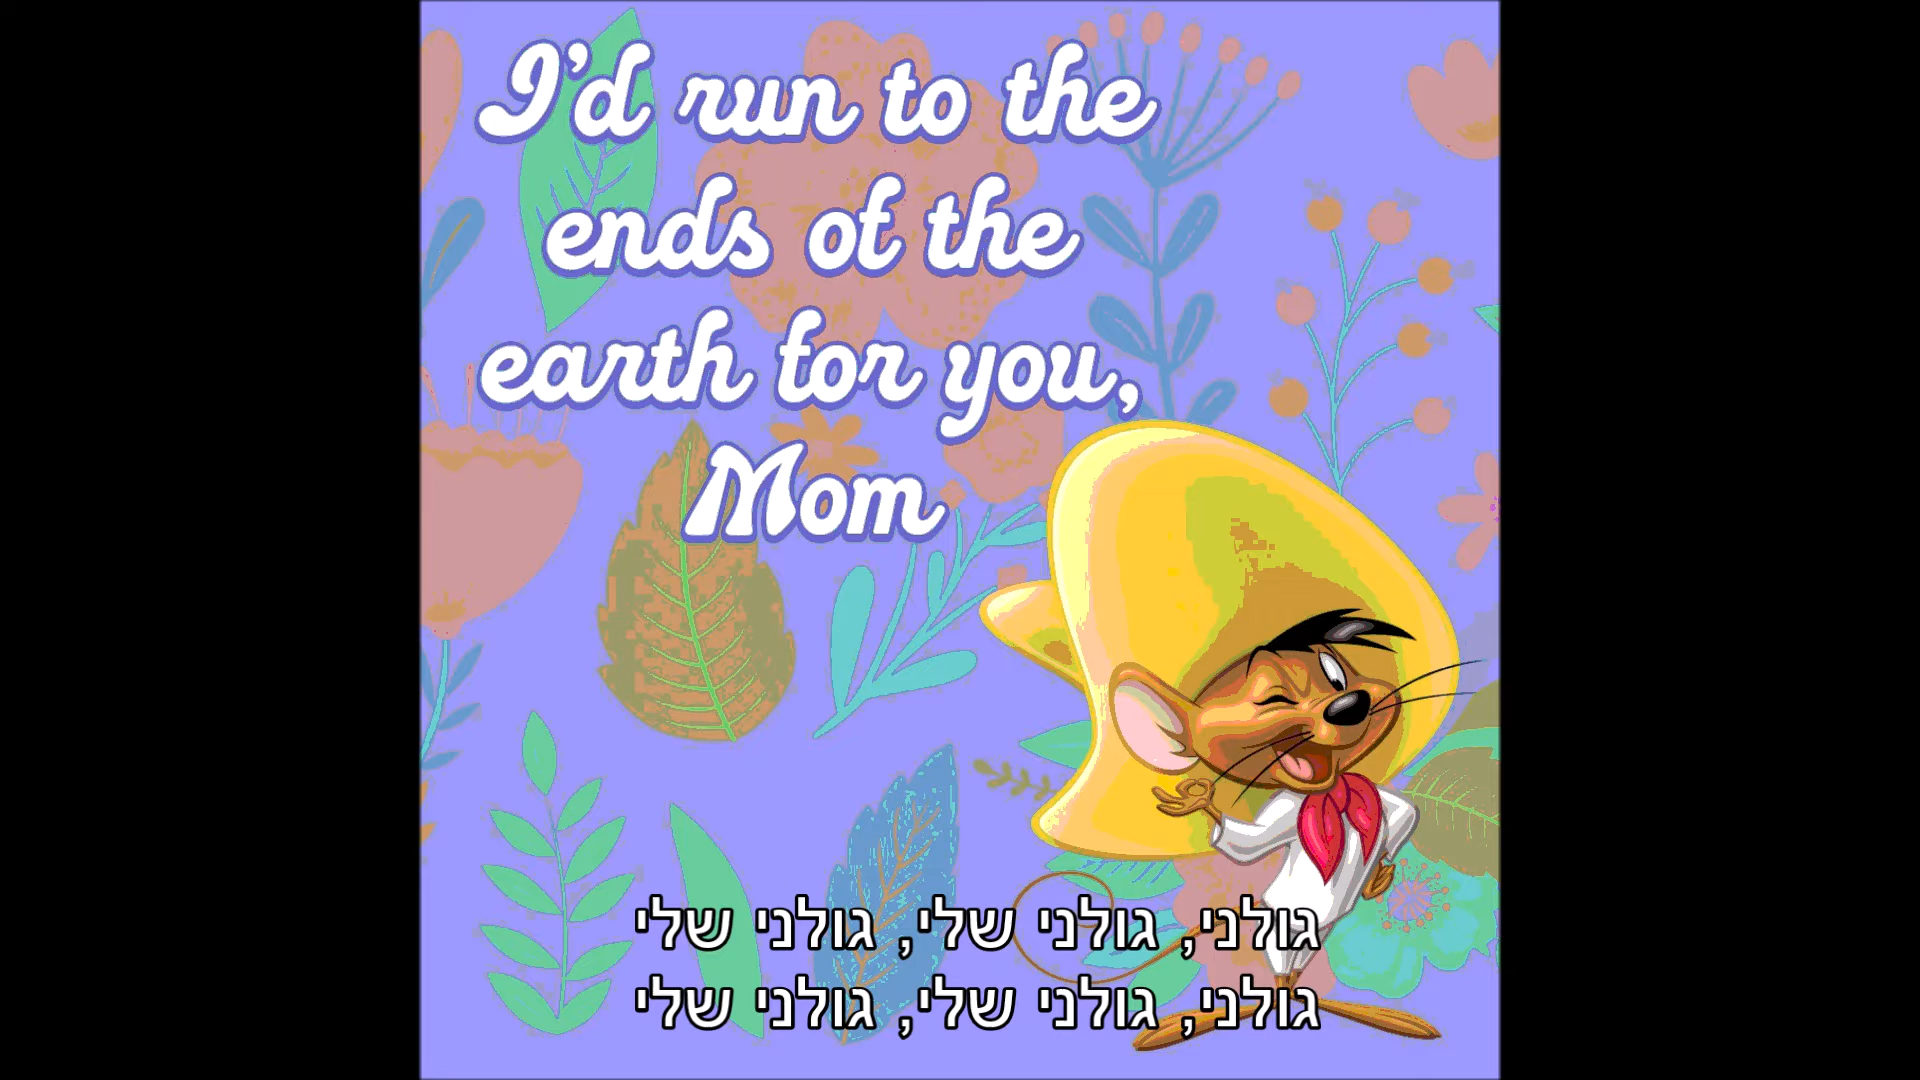 I'd run to the
ends of the
earth for you,
Mom
גולני, גולני שלי, גולני שלי
גולני, גולני שלי, גולני שלי